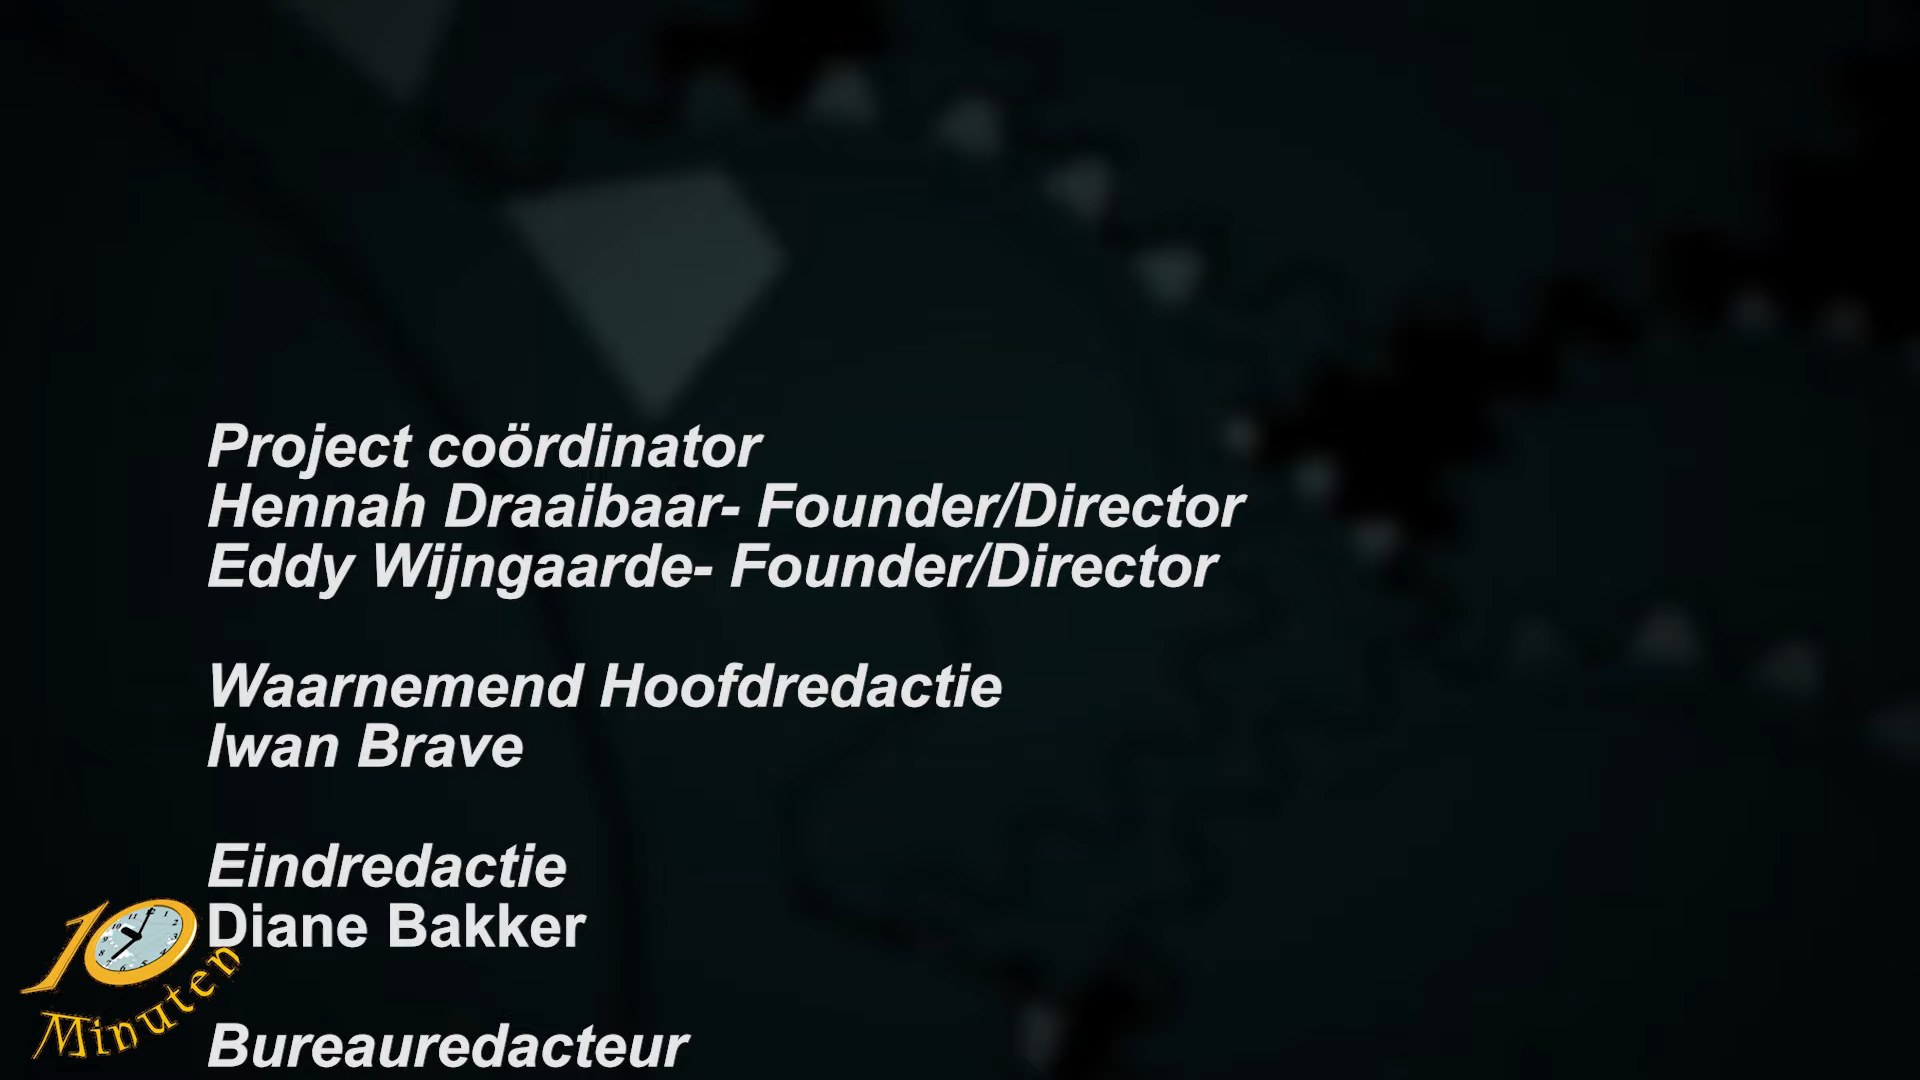 Project coördinator
Hennah Draaibaar- Founder/Director
Eddy Wijngaarde- Founder/Director
Waarnemend Hoofdredactie
Iwan Brave
Eindredactie
Diane Bakker
10
Minuten
Bureauredacteur